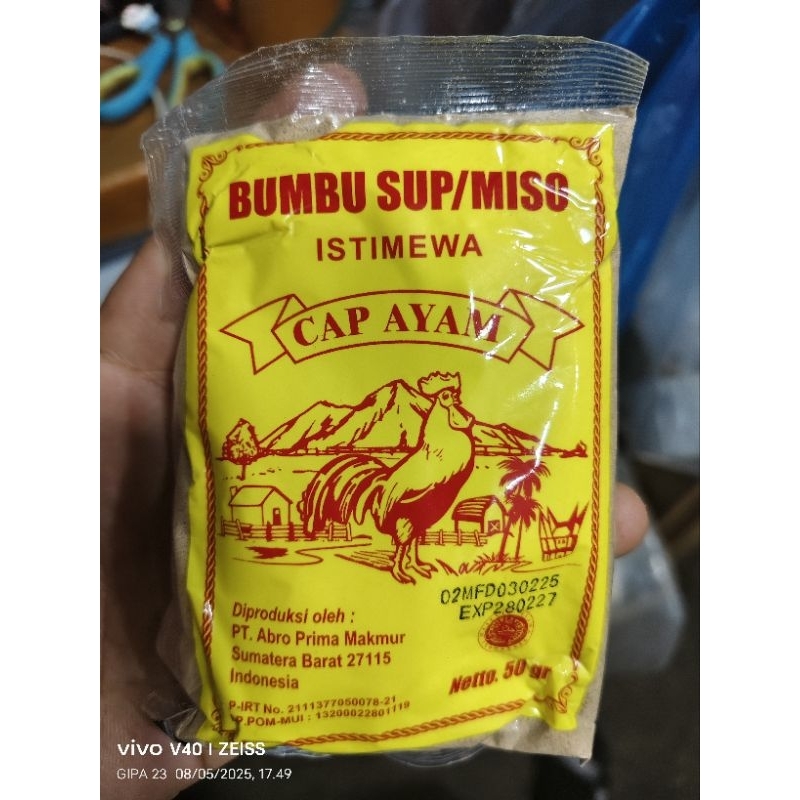 BUMBU SUP/MISO
ISTIMEWA
CAP AYAM
02MFD030225
EXP280227
Diproduksi oleh :
PT. Abro Prima Makmur
Sumatera Barat 27115
Indonesia
Netto. 50 gr
P-IRT No. 2111377050078-21
LP.POM-MUI : 13200022801119
vivo V40 | ZEISS
GIPA 23 08/05/2025, 17.49